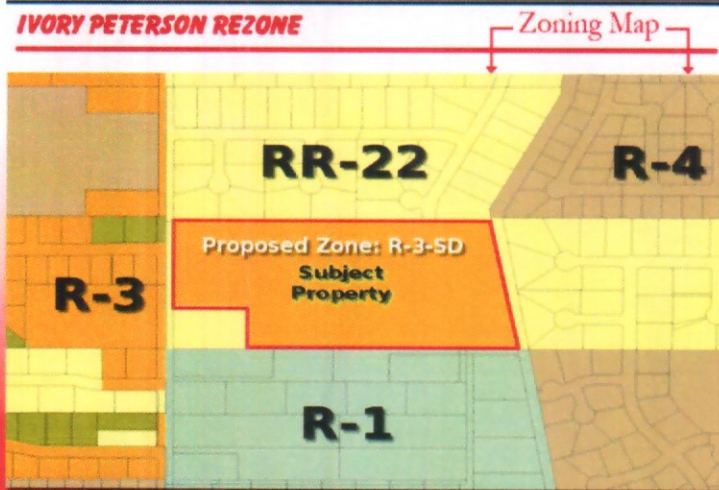 IVORY PETERSON REZONE
Zoning Map
RR-22
R-4
Proposed Zone: R-3-SD
Subject
Property
R-3
R-1